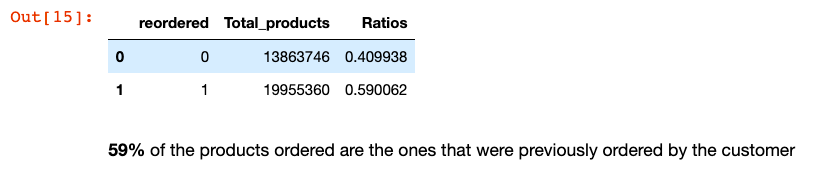 Out[15]:
reordered Total_products Ratios
0 0 13863746 0.409938
1 1 19955360 0.590062
59% of the products ordered are the ones that were previously ordered by the customer